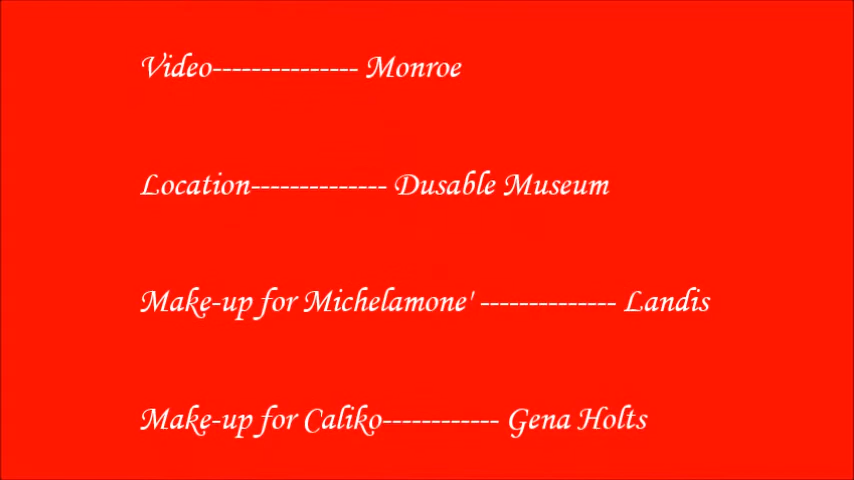 Video--------------- Monroe
Location-------------- Dusable Museum
Make-up for Michelamone' -------------- Landis
Make-up for Caliko------------ Gena Holts